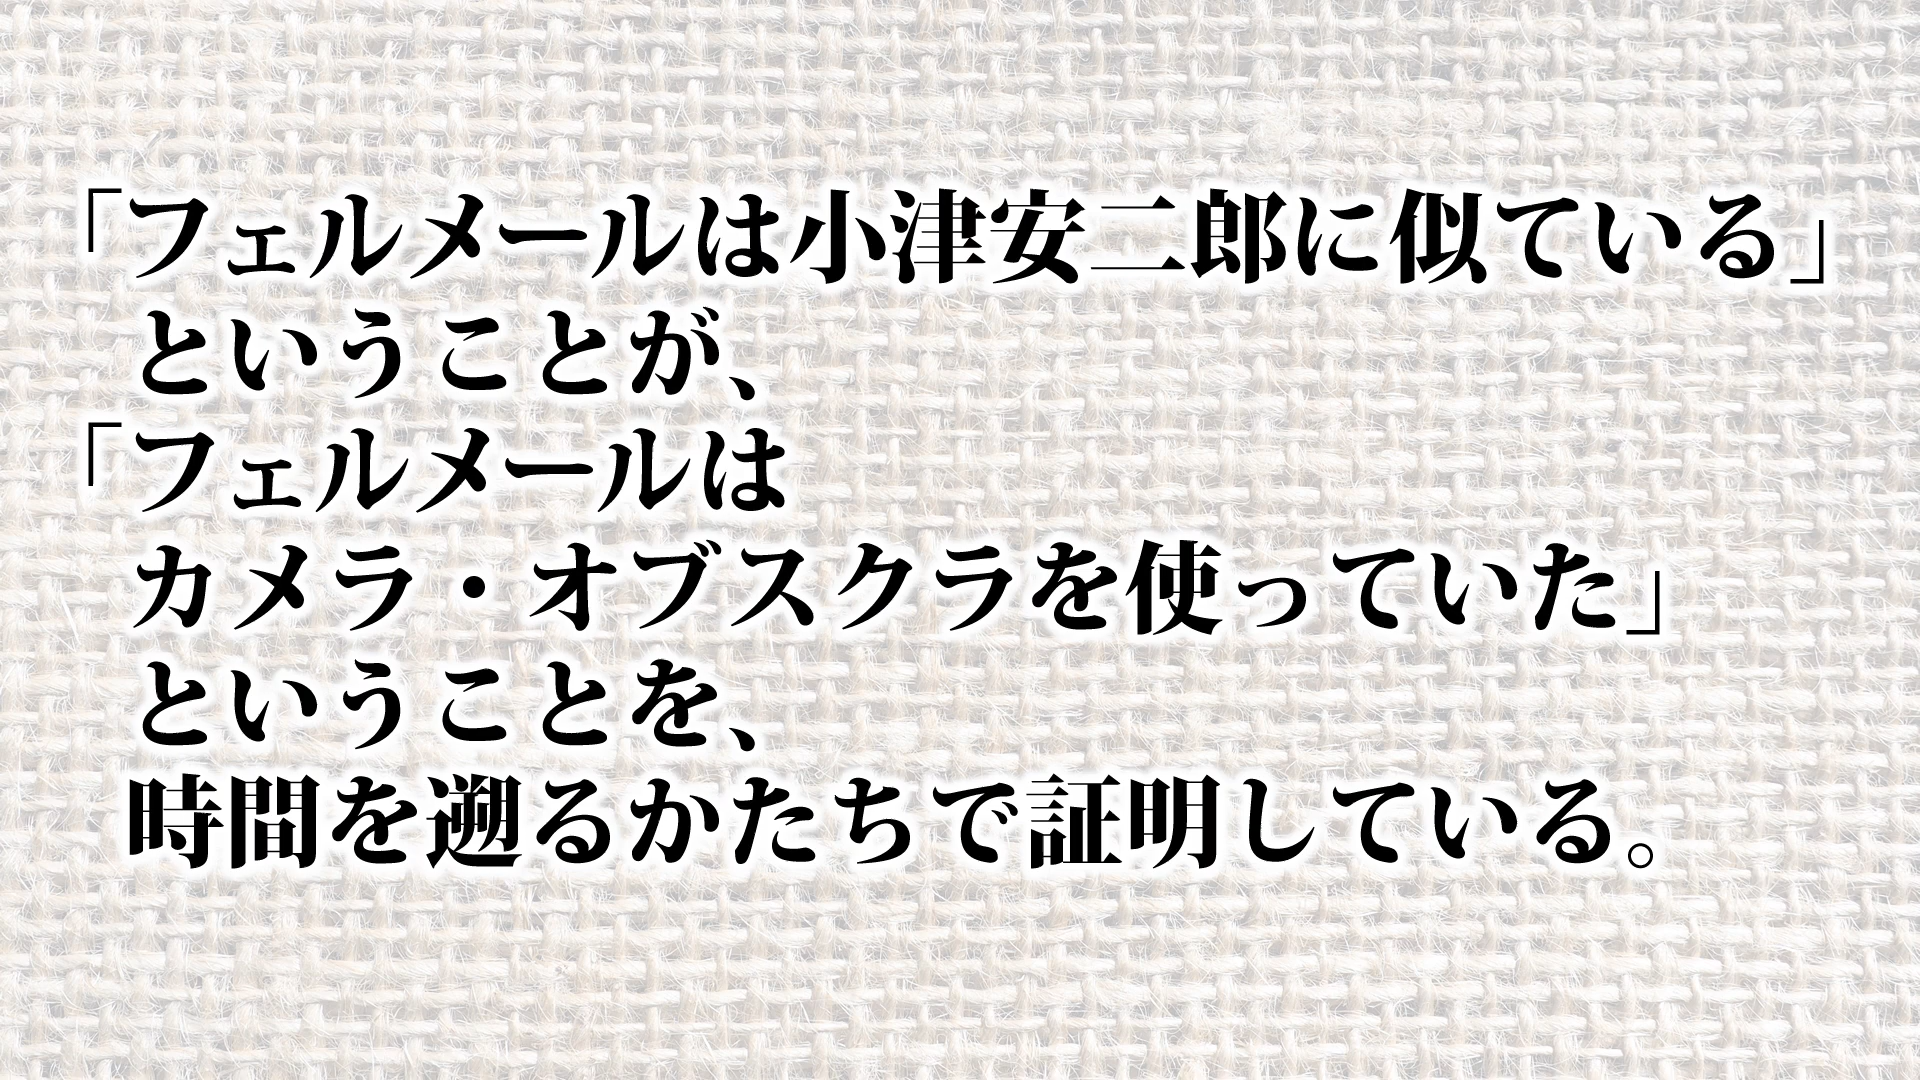 「フェルメールは小津安二郎に似ている」
ということが、
「フェルメールは
カメラ・オブスクラを使っていた」
ということを、
時間を遡るかたちで証明している。